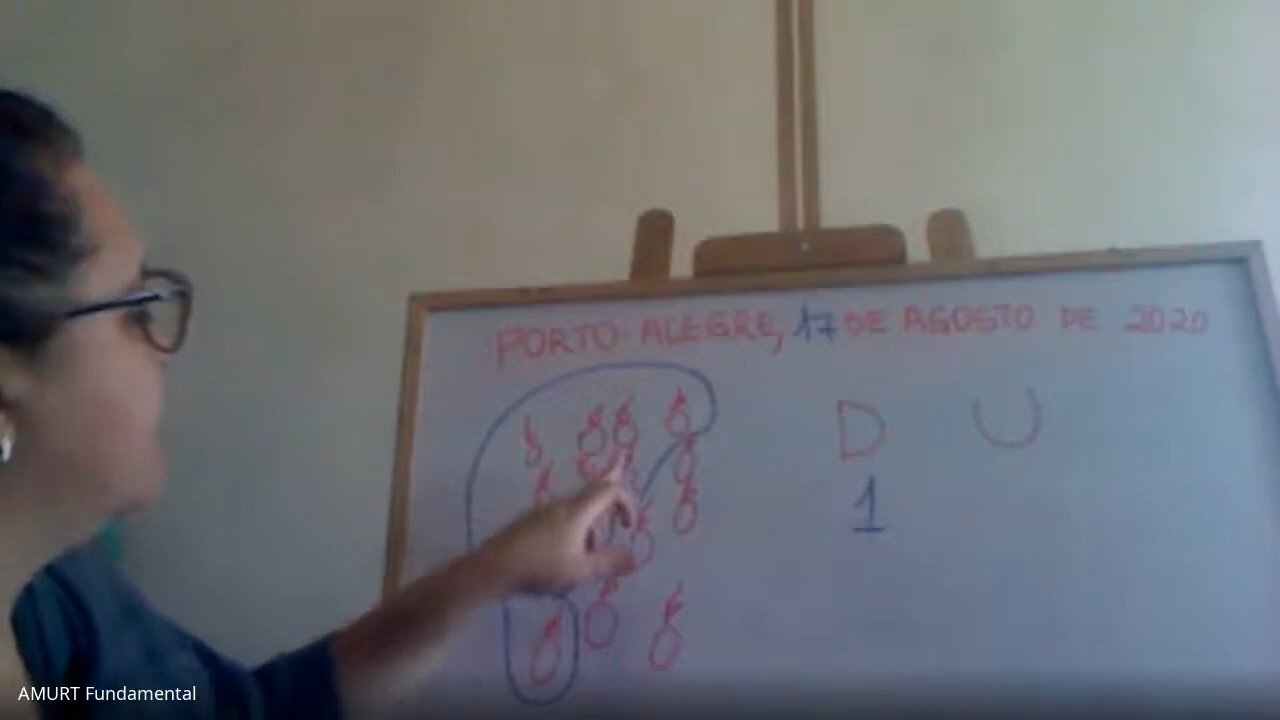 PORTO-ALEGRE, 17 DE AGOSTO DE 2020
D U
1
AMURT Fundamental